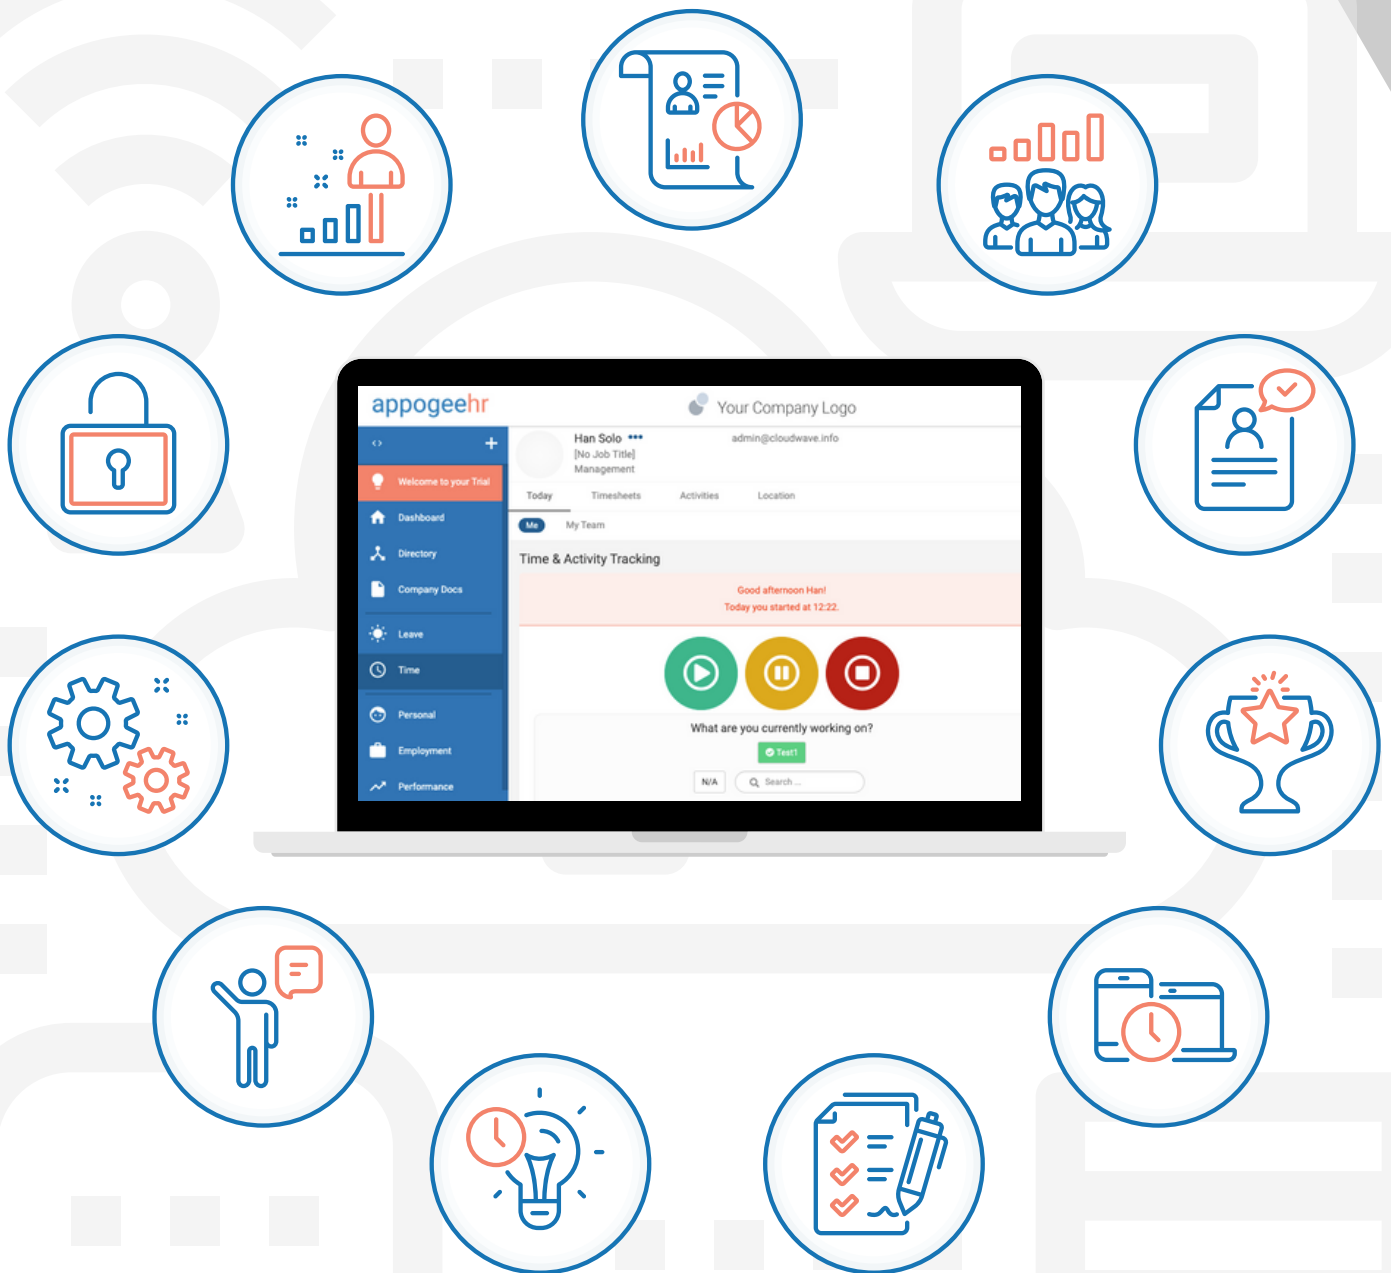 appogeehr
Your Company Logo
Han Solo
admin@cloudwave.info
[No Job Title]
Management
Welcome to your Trial
Dashboard
Directory
Company Docs
Leave
Time
Personal
Employment
Performance
Today Timesheets Activities Location
Me My Team
Time & Activity Tracking
Good afternoon Han!
Today you started at 12:22.
What are you currently working on?
Test1
N/A Search ...